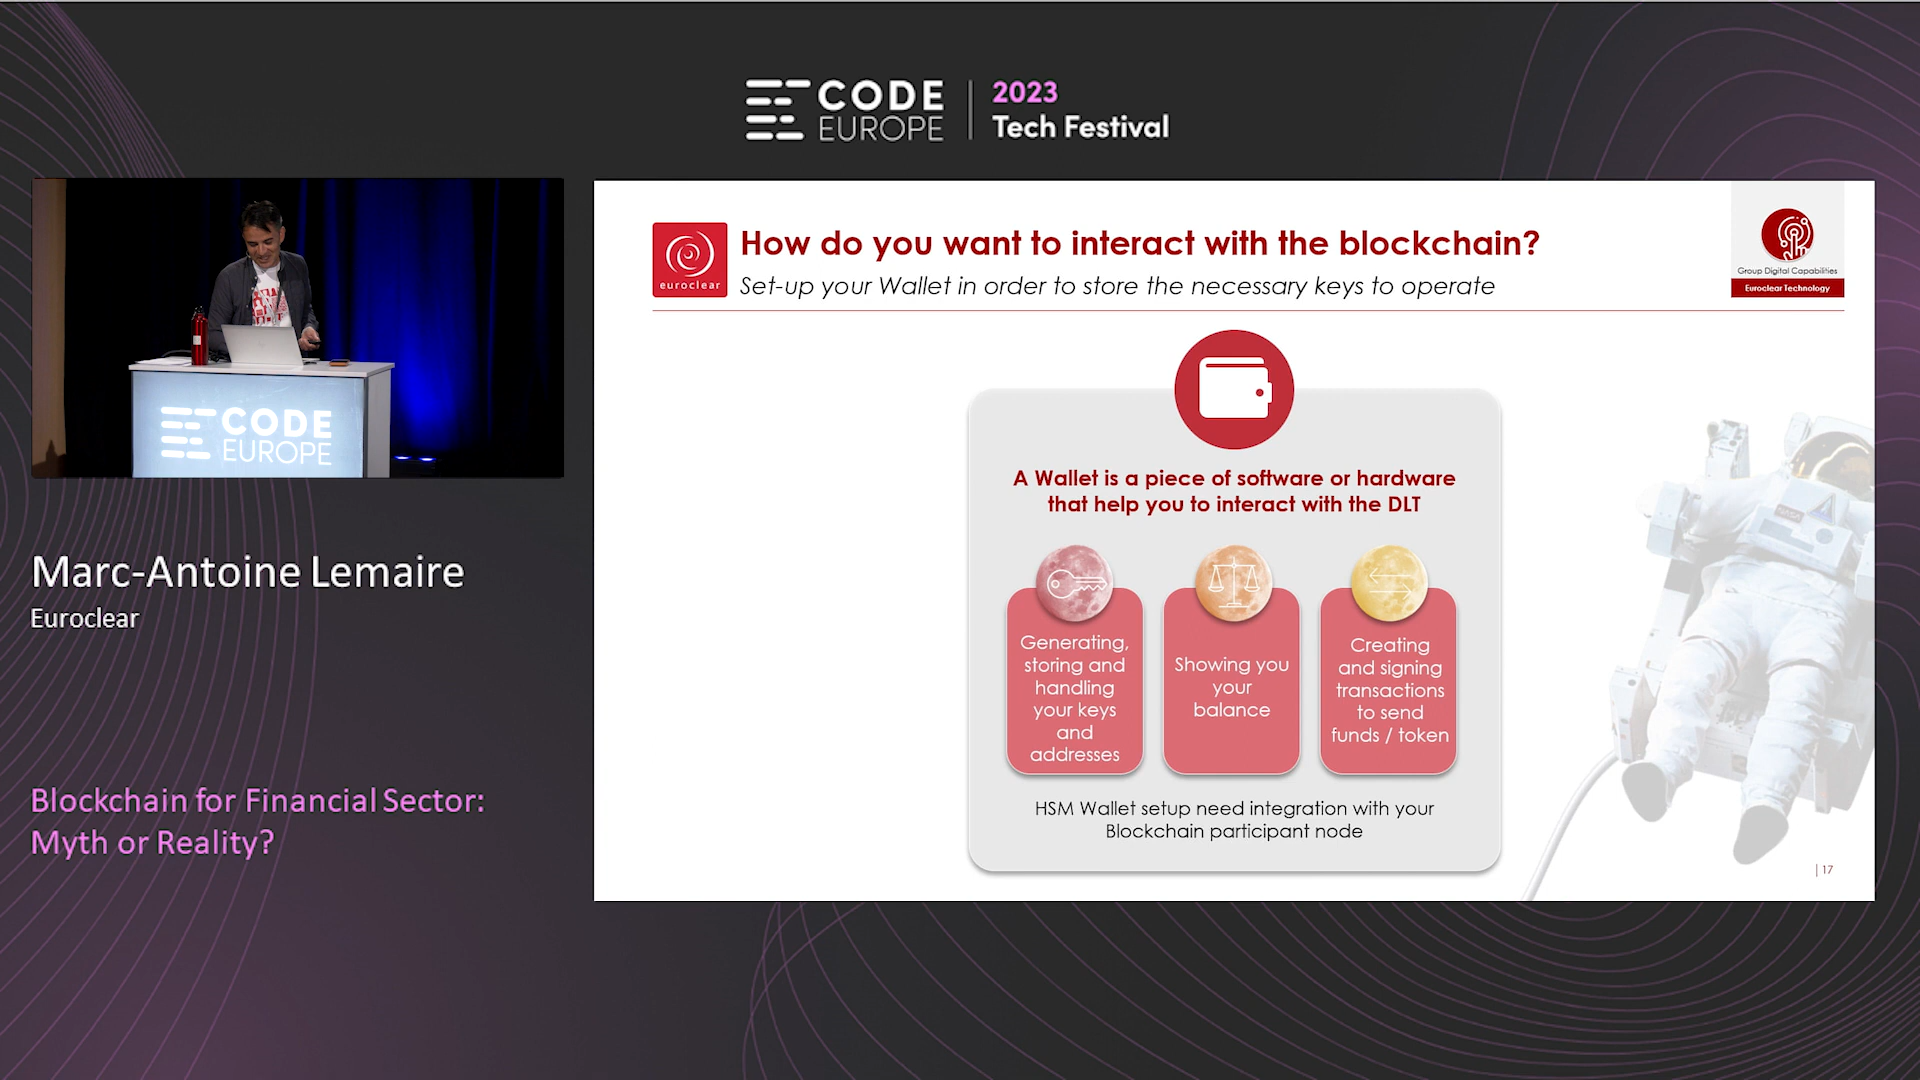 CODE
EUROPE
2023
Tech Festival
CODE
EUROPE
Marc-Antoine Lemaire
Euroclear
Blockchain for Financial Sector:
Myth or Reality?
euroclear
How do you want to interact with the blockchain?
Set-up your Wallet in order to store the necessary keys to operate
Group Digital Capabilities
Euroclear Technology
A Wallet is a piece of software or hardware
that help you to interact with the DLT
Generating,
storing and
handling
your keys
and
addresses
Showing you
your
balance
Creating
and signing
transactions
to send
funds / token
HSM Wallet setup need integration with your
Blockchain participant node
| 17